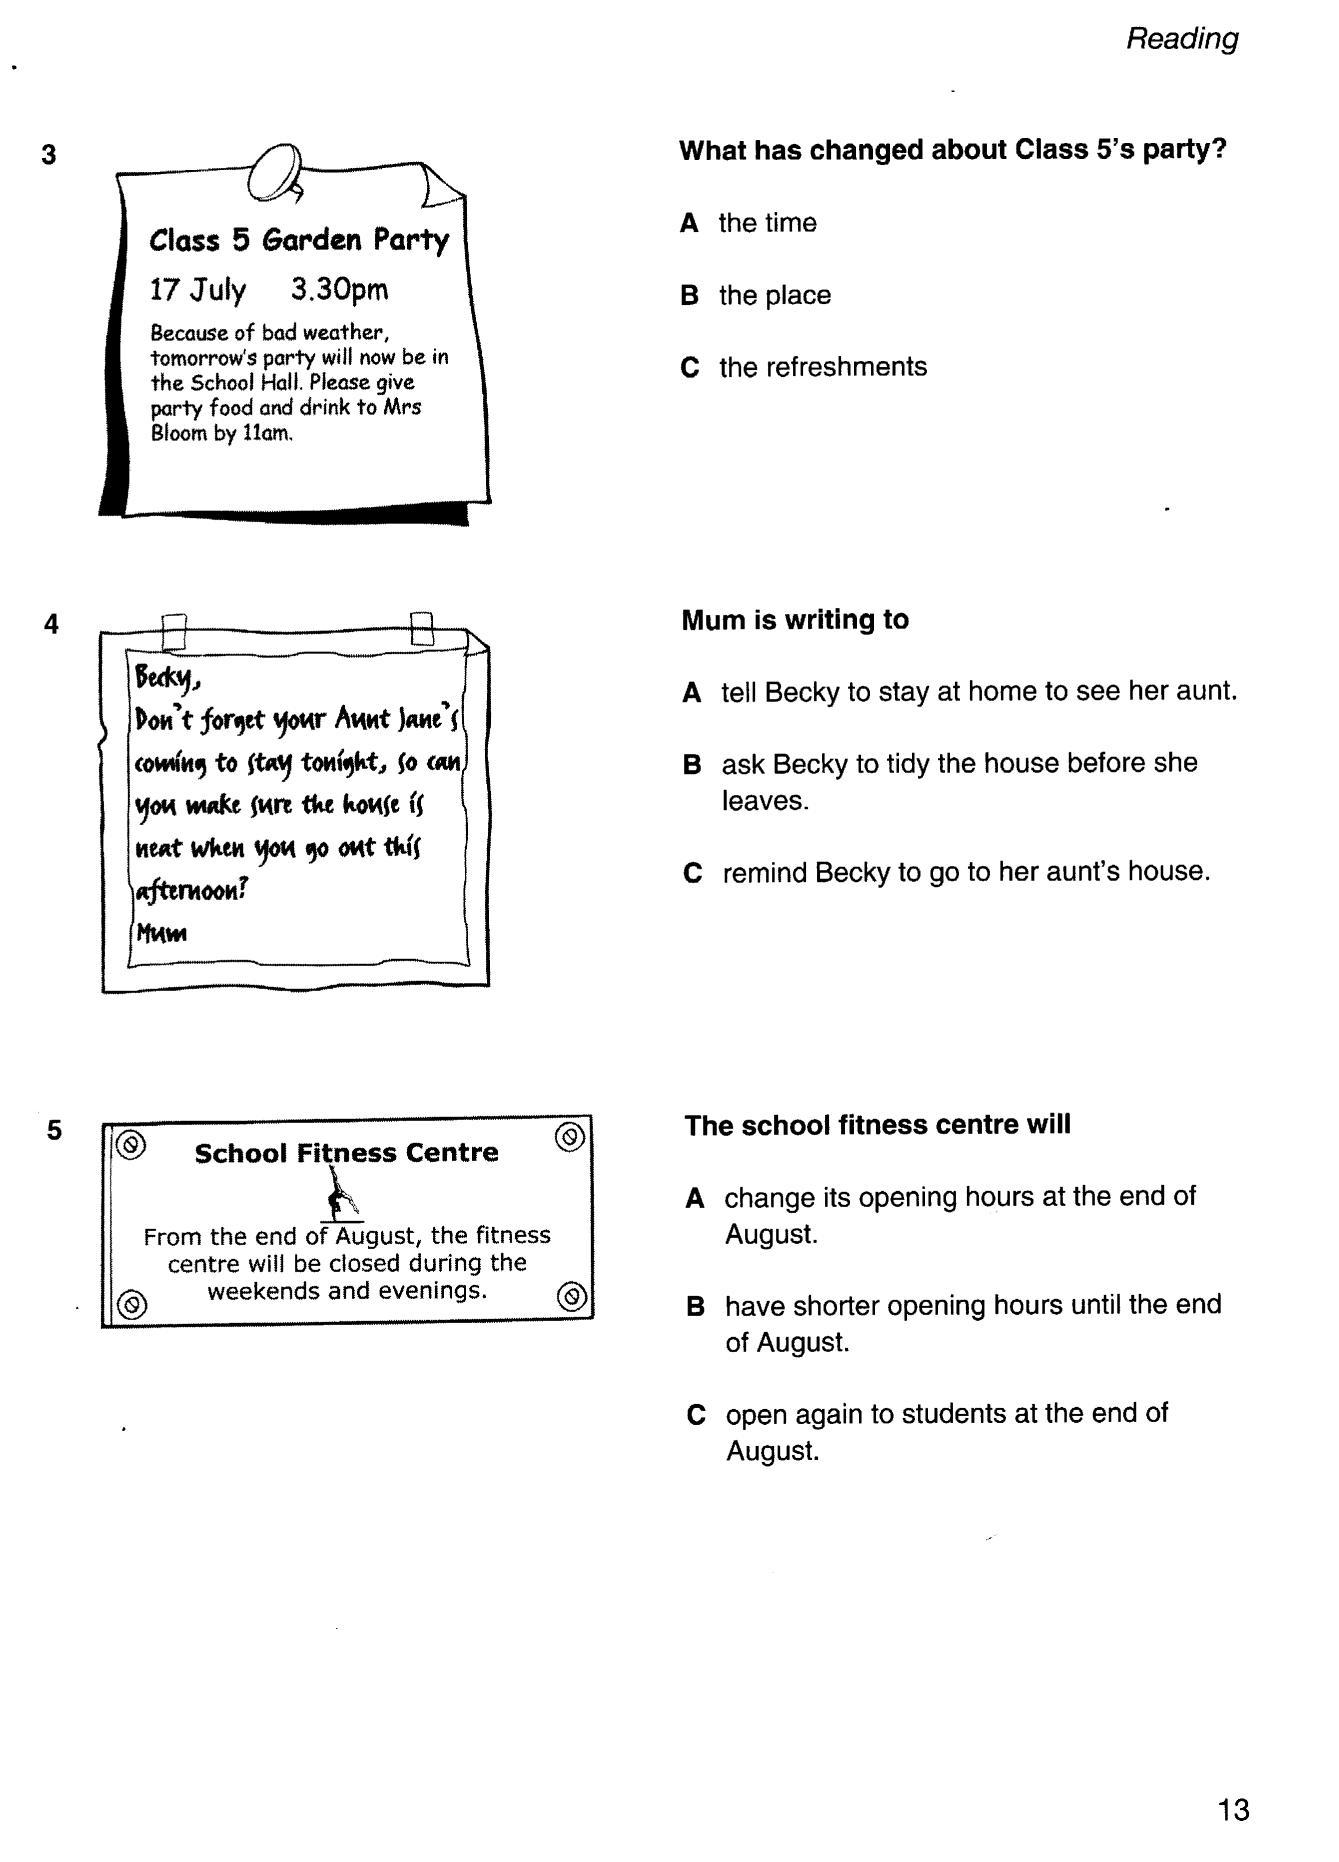 Reading
3
Class 5 Garden Party
17 July 3.30pm
Because of bad weather,
tomorrow's party will now be in
the School Hall. Please give
party food and drink to Mrs
Bloom by 11am.
What has changed about Class 5's party?
A the time
B the place
C the refreshments
4
Becky,
Don't forget your Aunt Jane's
coming to stay tonight, so can
you make sure the house is
neat when you go out this
afternoon?
Mum
Mum is writing to
A tell Becky to stay at home to see her aunt.
B ask Becky to tidy the house before she
leaves.
C remind Becky to go to her aunt's house.
5
School Fitness Centre
From the end of August, the fitness
centre will be closed during the
weekends and evenings.
The school fitness centre will
A change its opening hours at the end of
August.
B have shorter opening hours until the end
of August.
C open again to students at the end of
August.
13